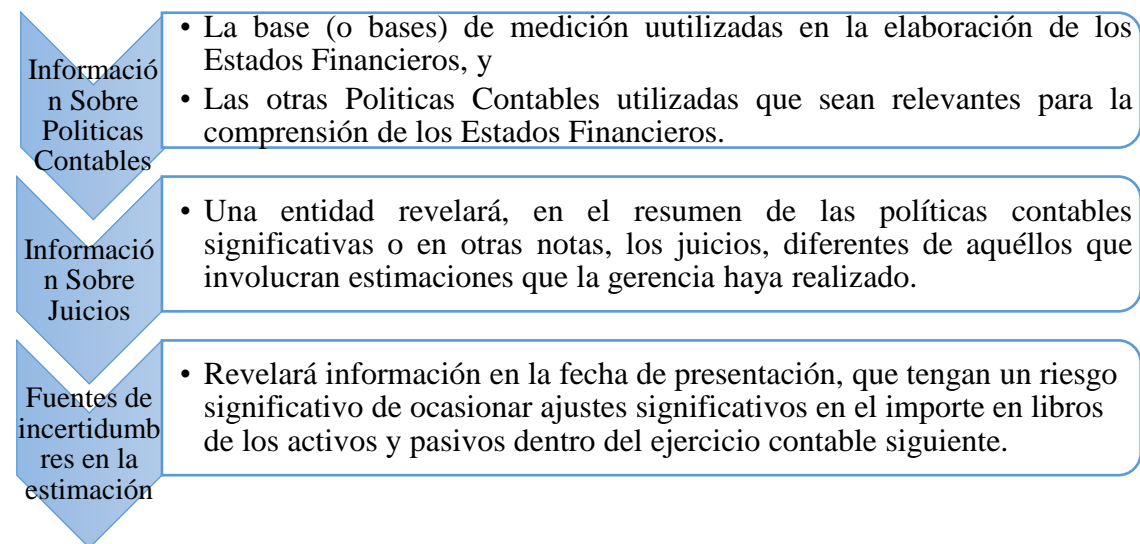 Informació
n Sobre
Politicas
Contables
• La base (o bases) de medición uutilizadas en la elaboración de los
Estados Financieros, y
• Las otras Politicas Contables utilizadas que sean relevantes para la
comprensión de los Estados Financieros.
Informació
n Sobre
Juicios
• Una entidad revelará, en el resumen de las políticas contables
significativas o en otras notas, los juicios, diferentes de aquéllos que
involucran estimaciones que la gerencia haya realizado.
Fuentes de
incertidumb
res en la
estimación
• Revelará información en la fecha de presentación, que tengan un riesgo
significativo de ocasionar ajustes significativos en el importe en libros
de los activos y pasivos dentro del ejercicio contable siguiente.